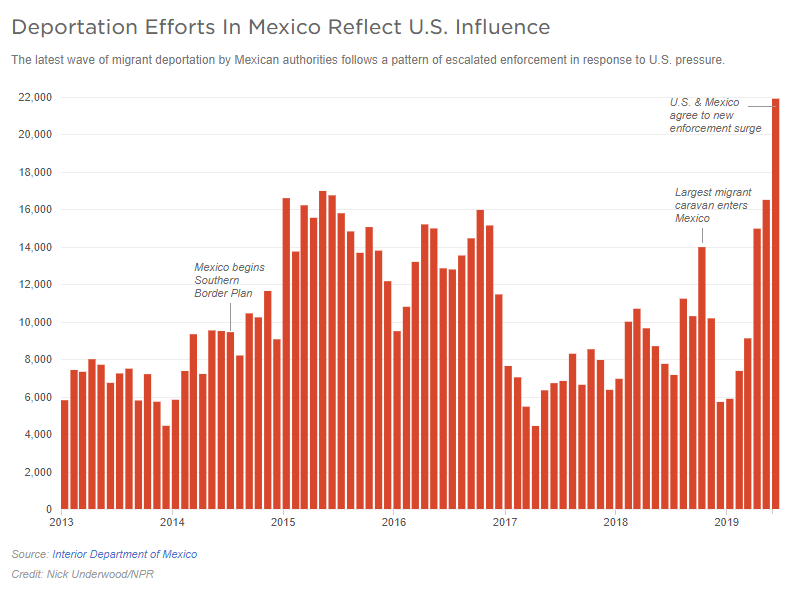 Deportation Efforts In Mexico Reflect U.S. Influence
The latest wave of migrant deportation by Mexican authorities follows a pattern of escalated enforcement in response to U.S. pressure.
22,000
U.S. & Mexico
agree to new
enforcement surge
20,000
18,000
Largest migrant
caravan enters
Mexico
16,000
14,000
Mexico begins
Southern
Border Plan
12,000
10,000
8,000
6,000
4,000
2,000
0
2013 2014 2015 2016 2017 2018 2019
Source: Interior Department of Mexico
Credit: Nick Underwood/NPR